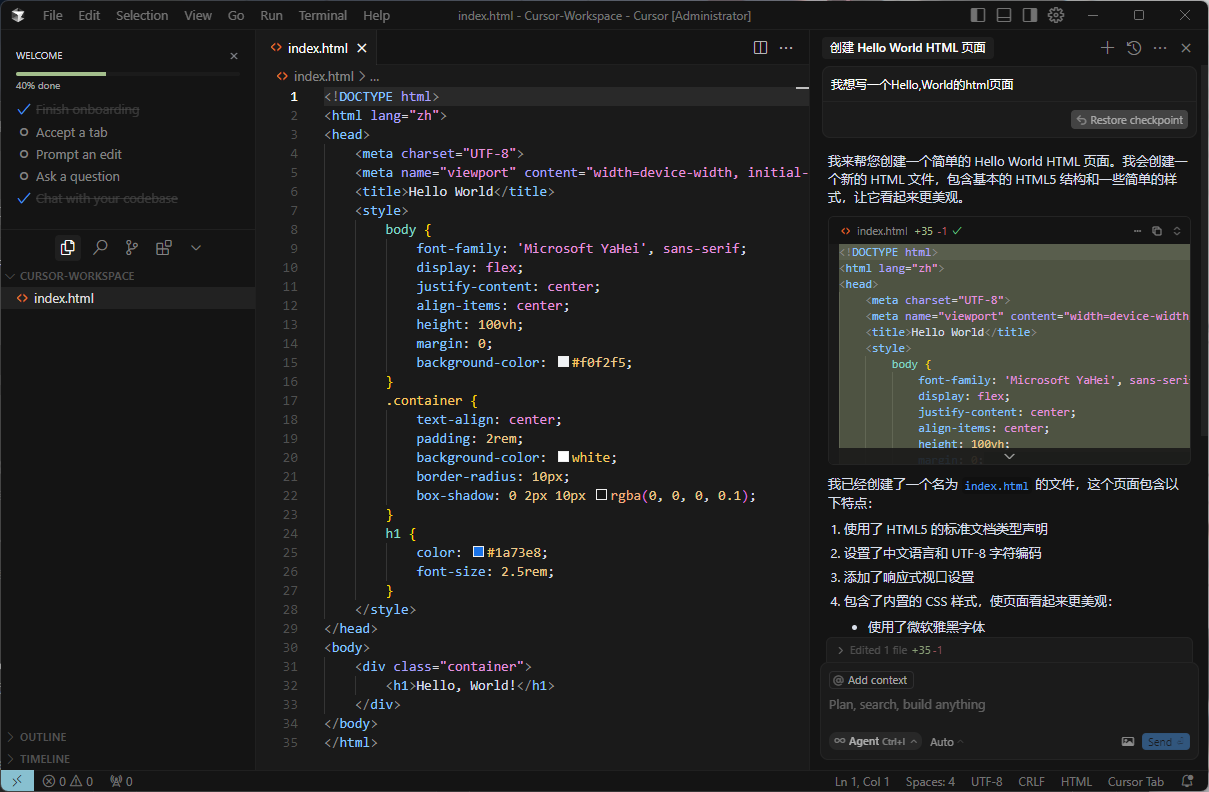 File Edit Selection View Go Run Terminal Help
index.html - Cursor-Workspace - Cursor [Administrator]
WELCOME
40% done
Finish onboarding
Accept a tab
Prompt an edit
Ask a question
Chat with your codebase
CURSOR-WORKSPACE
index.html
OUTLINE
TIMELINE
index.html
index.html > ...
1 <!DOCTYPE html>
2 <html lang="zh">
3 <head>
4 <meta charset="UTF-8">
5 <meta name="viewport" content="width=device-width, initial-
6 <title>Hello World</title>
7 <style>
8 body {
9 font-family: 'Microsoft YaHei', sans-serif;
10 display: flex;
11 justify-content: center;
12 align-items: center;
13 height: 100vh;
14 margin: 0;
15 background-color: #f0f2f5;
16 }
17 .container {
18 text-align: center;
19 padding: 2rem;
20 background-color: white;
21 border-radius: 10px;
22 box-shadow: 0 2px 10px rgba(0, 0, 0, 0.1);
23 }
24 h1 {
25 color: #1a73e8;
26 font-size: 2.5rem;
27 }
28 </style>
29 </head>
30 <body>
31 <div class="container">
32 <h1>Hello, World!</h1>
33 </div>
34 </body>
35 </html>
创建 Hello World HTML 页面
我想写一个Hello,World的html页面
Restore checkpoint
我来帮您创建一个简单的 Hello World HTML 页面。我会创建一
个新的 HTML 文件，包含基本的 HTML5 结构和一些简单的样
式，让它看起来更美观。
index.html +35 -1
<!DOCTYPE html>
<html lang="zh">
<head>
<meta charset="UTF-8">
<meta name="viewport" content="width=device-width
<title>Hello World</title>
<style>
body {
font-family: 'Microsoft YaHei', sans-seri
display: flex;
justify-content: center;
align-items: center;
height: 100vh;
margin: 0;
我已经创建了一个名为 index.html 的文件，这个页面包含以
下特点：
1. 使用了 HTML5 的标准文档类型声明
2. 设置了中文语言和 UTF-8 字符编码
3. 添加了响应式视口设置
4. 包含了内置的 CSS 样式，使页面看起来更美观：
• 使用了微软雅黑字体
Edited 1 file +35 -1
@ Add context
Plan, search, build anything
∞ Agent Ctrl+I Auto
Send
0 0 0
Ln 1, Col 1 Spaces: 4 UTF-8 CRLF HTML Cursor Tab